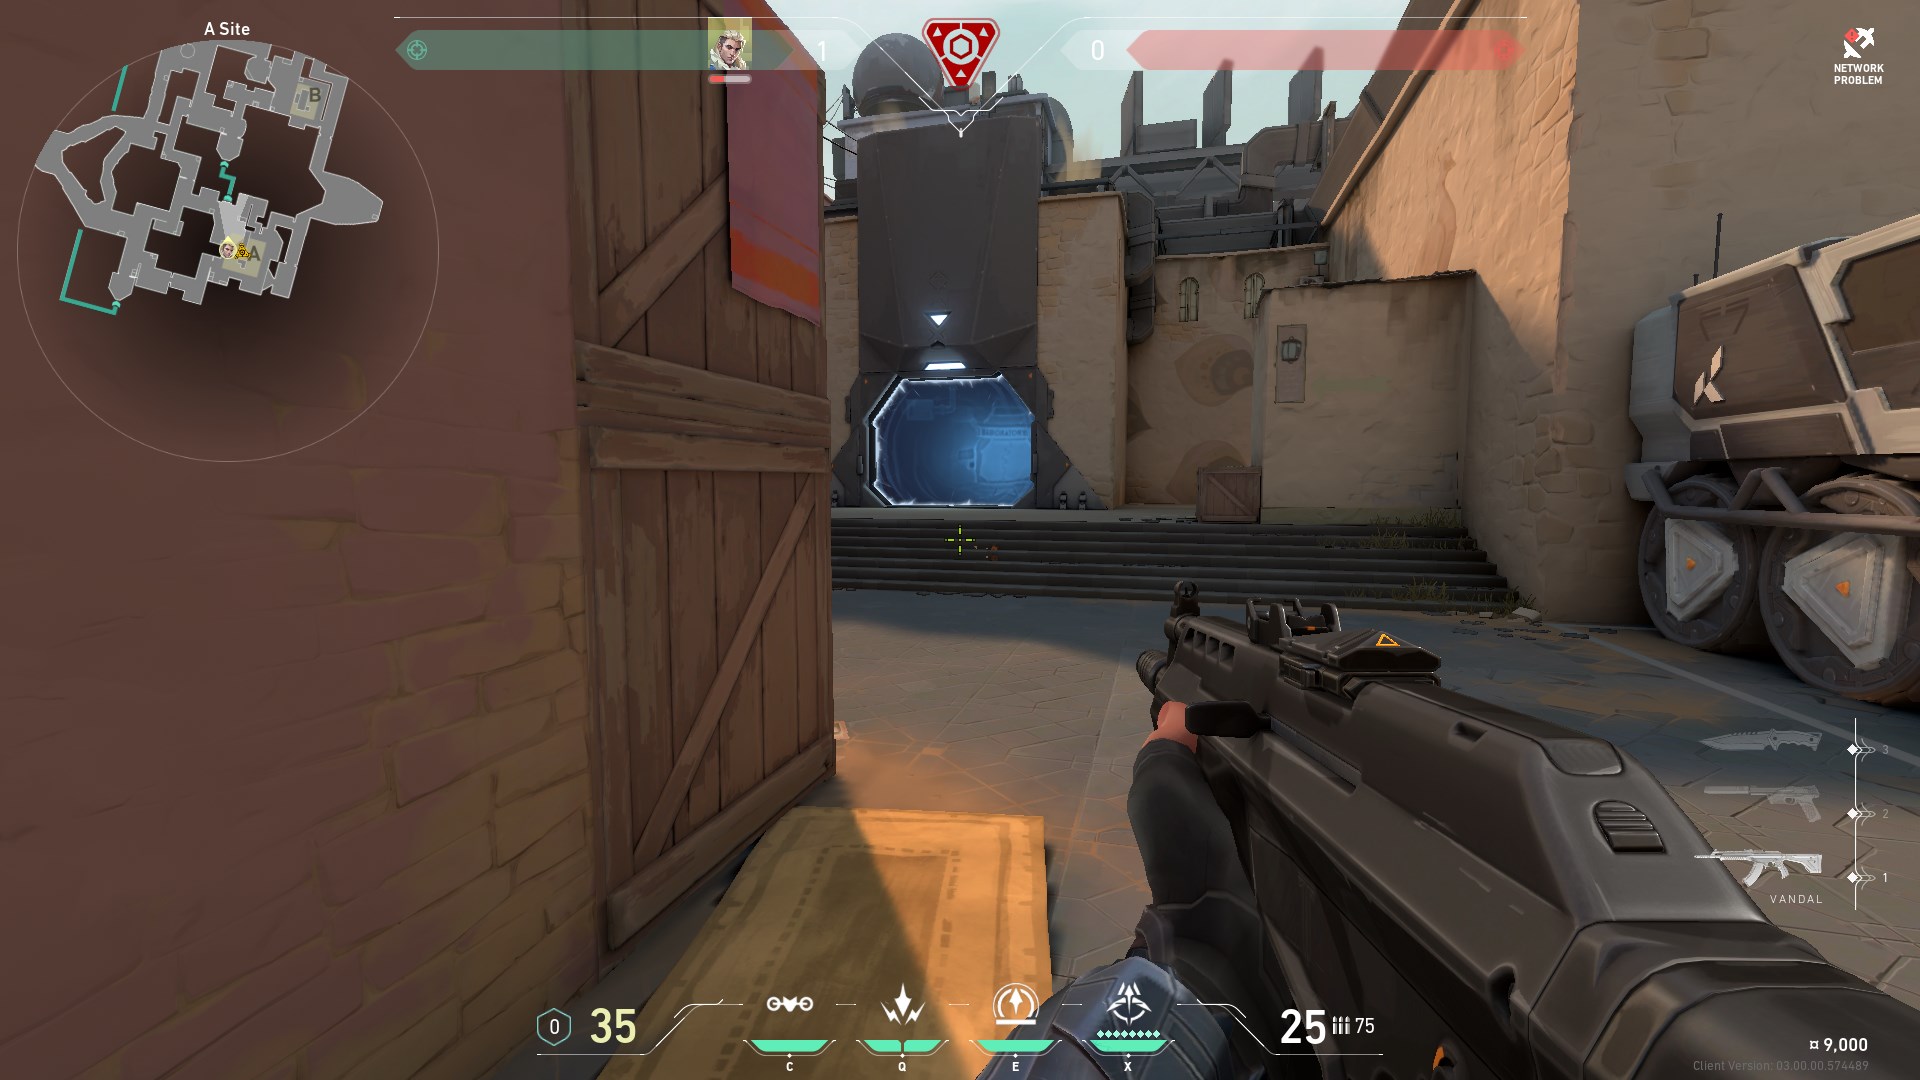 A Site
1
0
NETWORK
PROBLEM
B
A
3
2
1
VANDAL
0
35
25
75
C
Q
E
X
¤ 9,000
Client Version: 03.00.00.574489